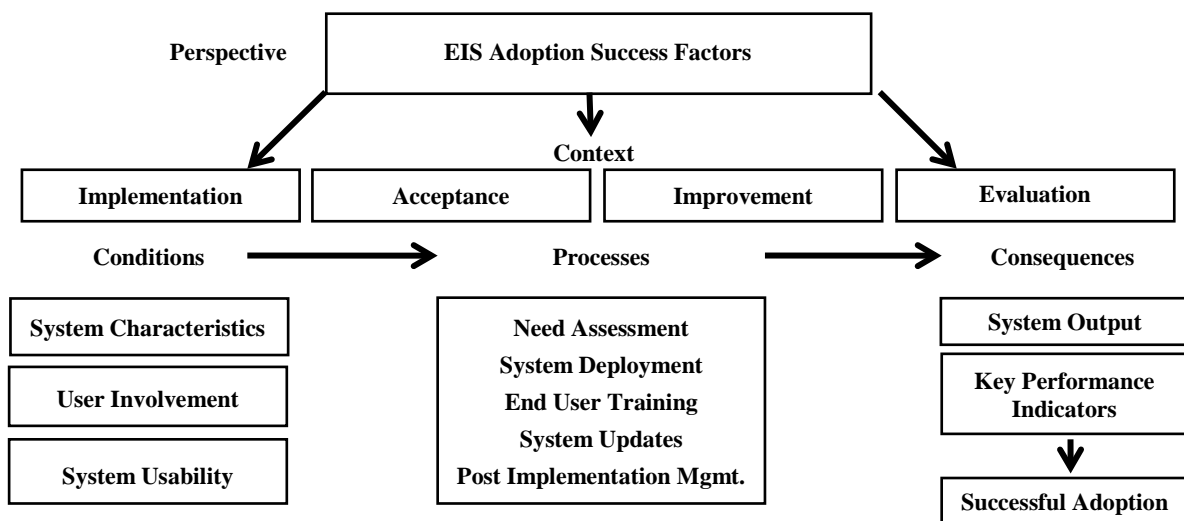 Perspective
EIS Adoption Success Factors
Context
Implementation
Acceptance
Improvement
Evaluation
Conditions
Processes
Consequences
System Characteristics
User Involvement
System Usability
Need Assessment
System Deployment
End User Training
System Updates
Post Implementation Mgmt.
System Output
Key Performance
Indicators
Successful Adoption